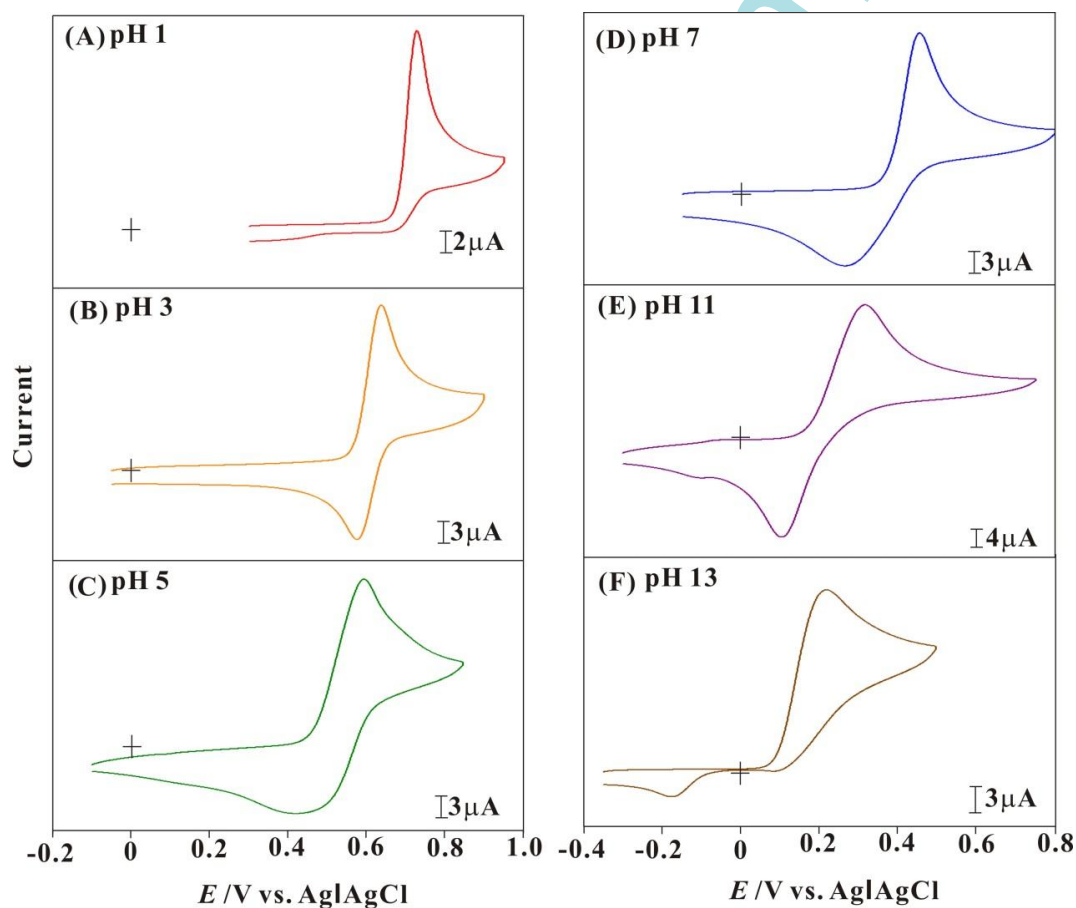 (A) pH 1
2μA
(B) pH 3
3μA
(C) pH 5
3μA
Current
-0.2 0 0.2 0.4 0.6 0.8 1.0
E /V vs. Ag|AgCl
(D) pH 7
3μA
(E) pH 11
4μA
(F) pH 13
3μA
-0.4 0 0.2 0.4 0.6 0.8
E /V vs. Ag|AgCl